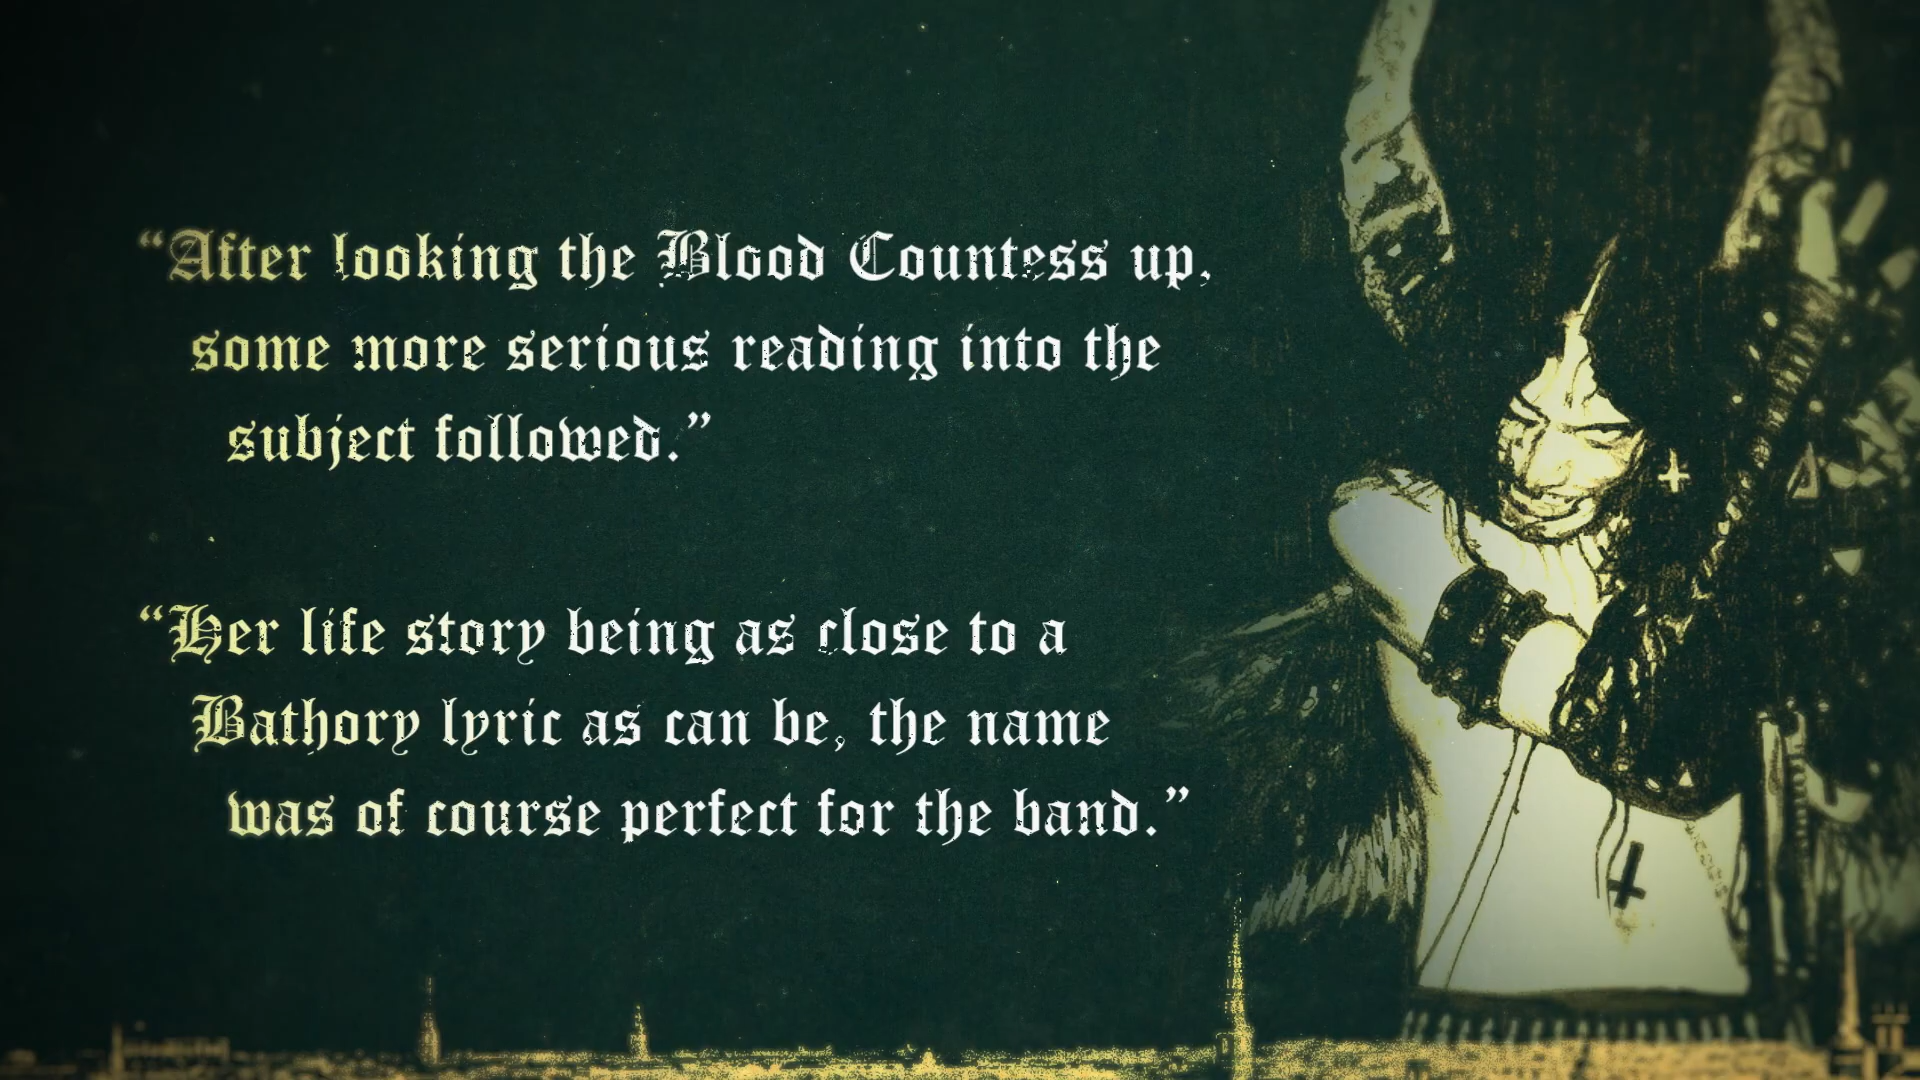 “After looking the Blood Countess up,
some more serious reading into the
subject followed.”
“Her life story being as close to a
Bathory lyric as can be, the name
was of course perfect for the band.”